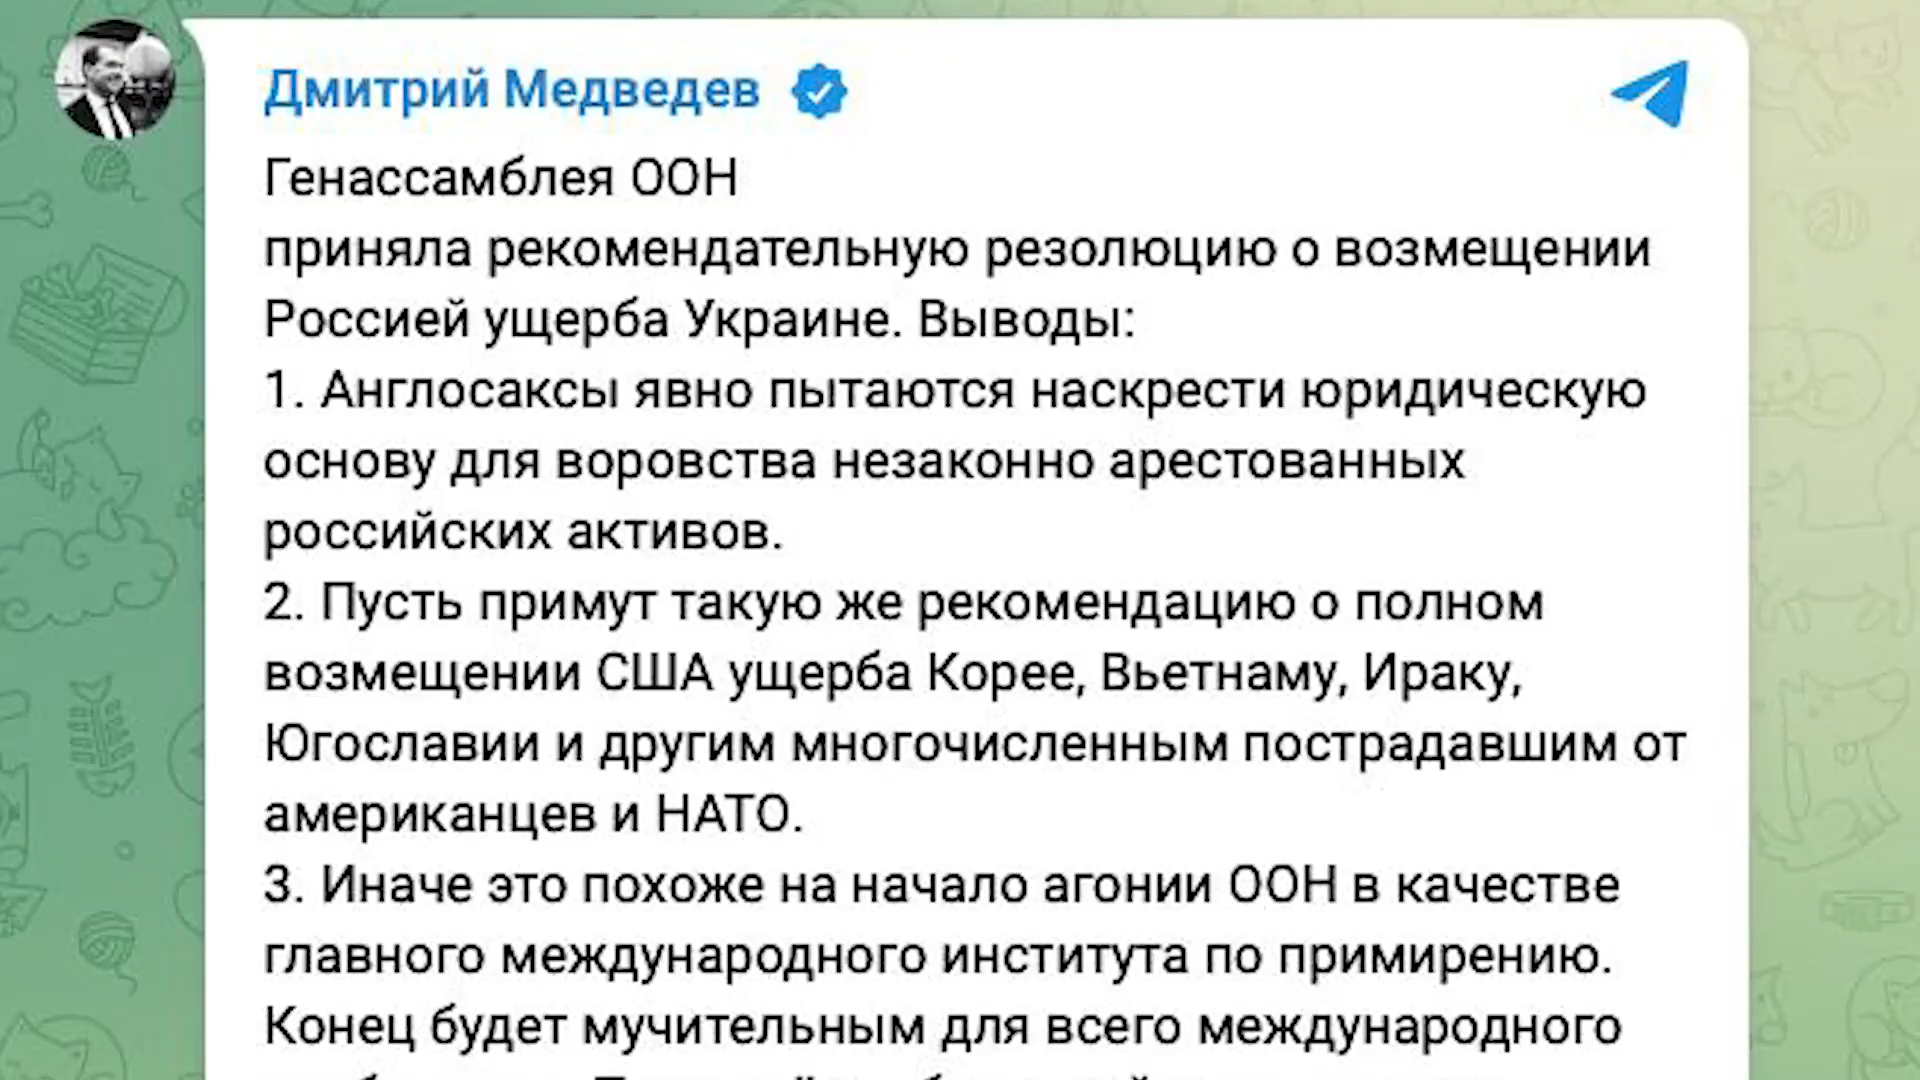 Дмитрий Медведев
Генассамблея ООН
приняла рекомендательную резолюцию о возмещении
Россией ущерба Украине. Выводы:
1. Англосаксы явно пытаются наскрести юридическую
основу для воровства незаконно арестованных
российских активов.
2. Пусть примут такую же рекомендацию о полном
возмещении США ущерба Корее, Вьетнаму, Ираку,
Югославии и другим многочисленным пострадавшим от
американцев и НАТО.
3. Иначе это похоже на начало агонии ООН в качестве
главного международного института по примирению.
Конец будет мучительным для всего международного